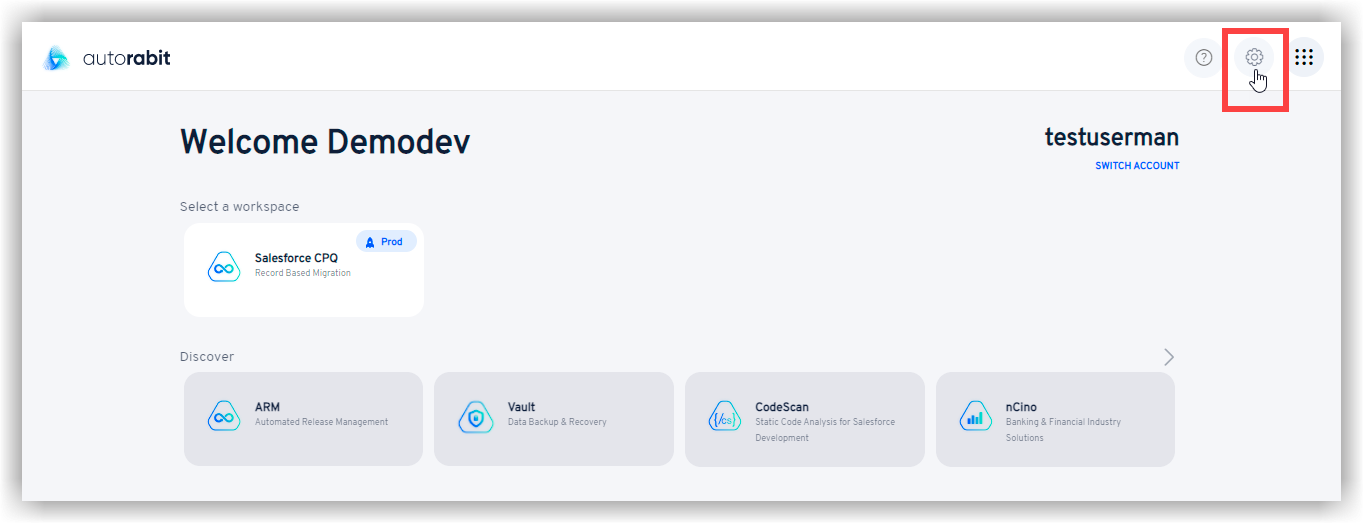 autorabit
Welcome Demodev
testuserman
SWITCH ACCOUNT
Select a workspace
Prod
Salesforce CPQ
Record Based Migration
Discover
ARM
Automated Release Management
Vault
Data Backup & Recovery
{/cs}
CodeScan
Static Code Analysis for Salesforce
Development
nCino
Banking & Financial Industry
Solutions